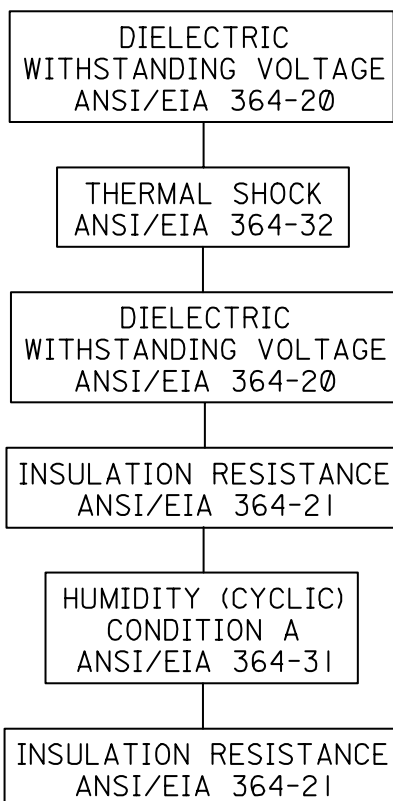 DIELECTRIC
WITHSTANDING VOLTAGE
ANSI/EIA 364-20
THERMAL SHOCK
ANSI/EIA 364-32
DIELECTRIC
WITHSTANDING VOLTAGE
ANSI/EIA 364-20
INSULATION RESISTANCE
ANSI/EIA 364-21
HUMIDITY (CYCLIC)
CONDITION A
ANSI/EIA 364-31
INSULATION RESISTANCE
ANSI/EIA 364-21